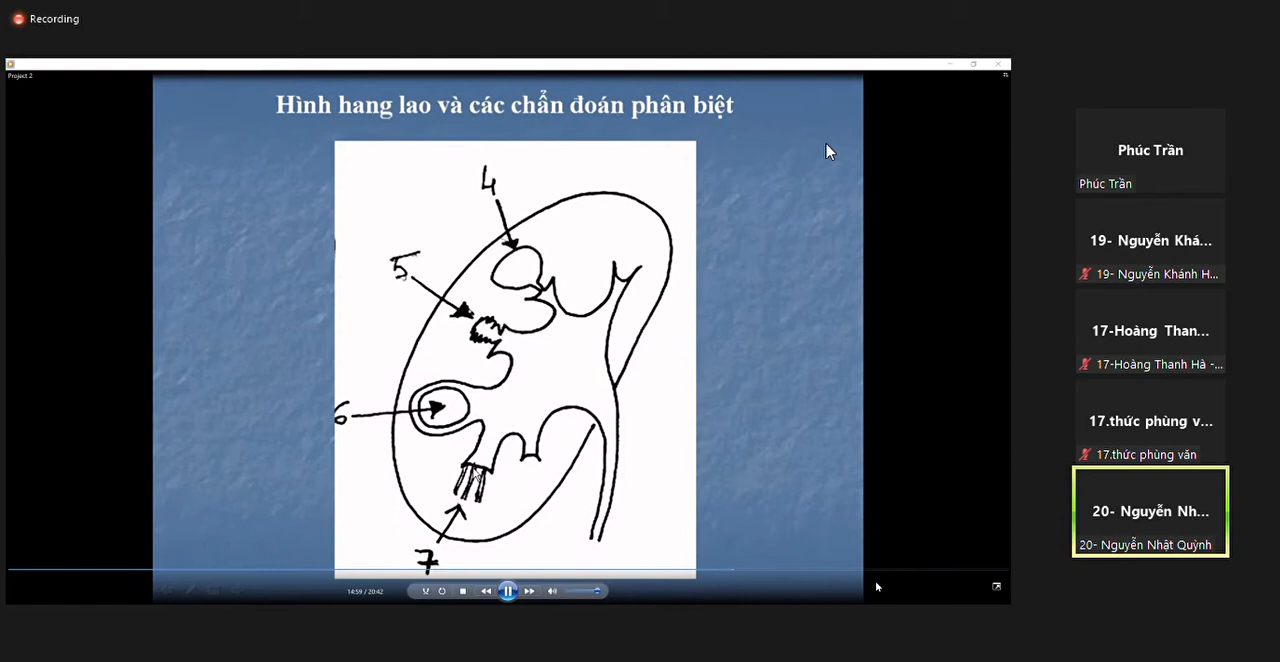 Recording
Project 2
Hình hang lao và các chẩn đoán phân biệt
4
5
6
7
14:59 / 20:42
Phúc Trần
Phúc Trần
19- Nguyễn Khá...
19- Nguyễn Khánh H...
17-Hoàng Than...
17-Hoàng Thanh Hà -...
17.thức phùng v...
17.thức phùng văn
20- Nguyễn Nh...
20- Nguyễn Nhật Quỳnh